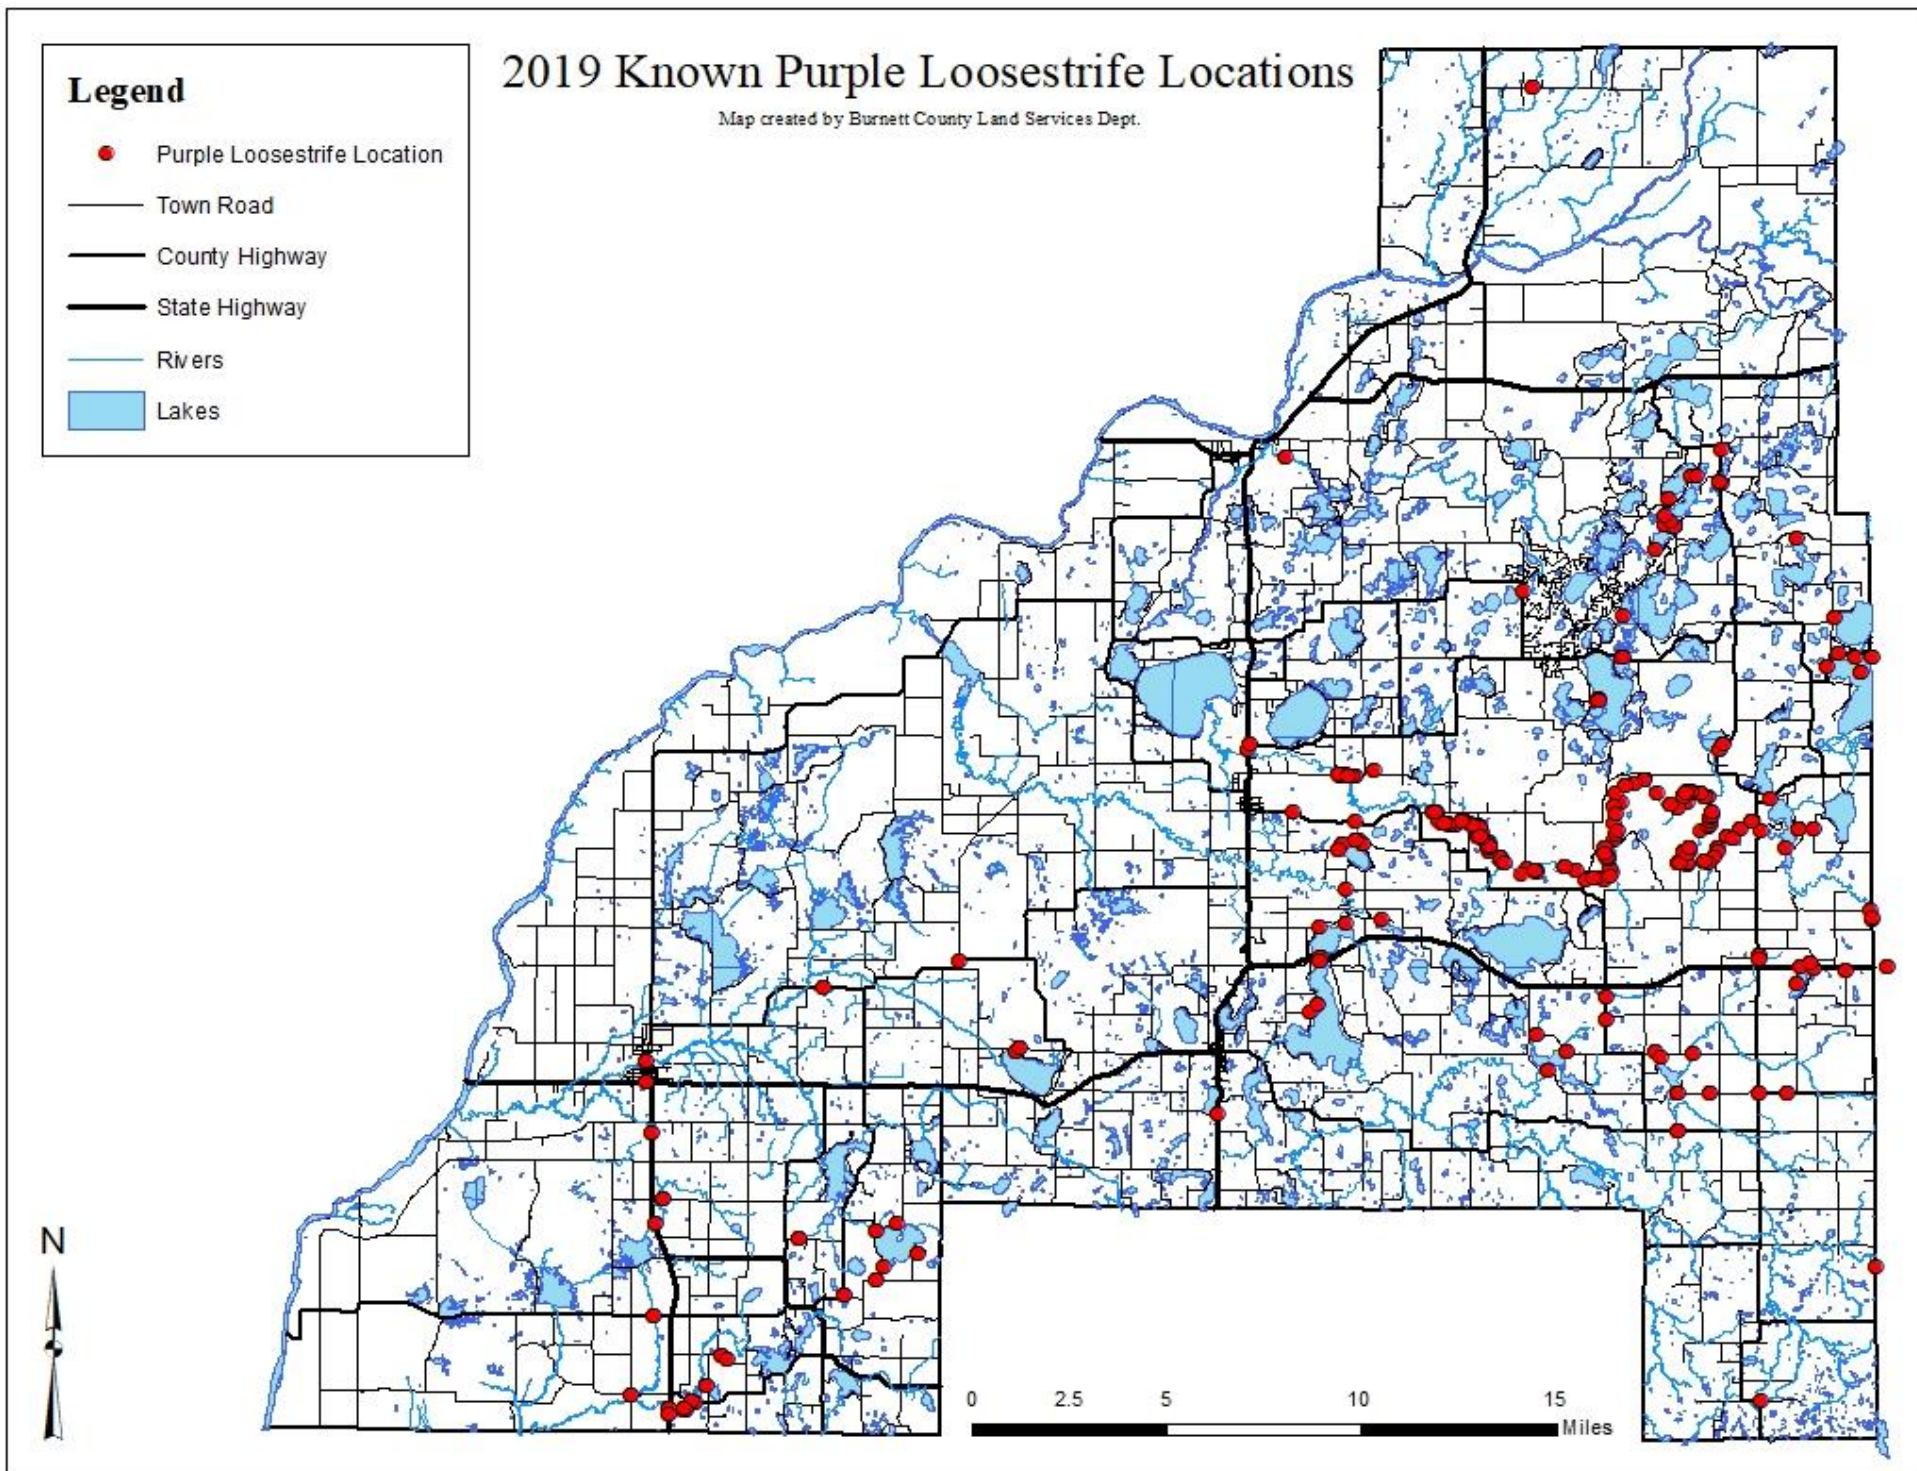 2019 Known Purple Loosestrife Locations
Map created by Burnett County Land Services Dept.
Legend
Purple Loosestrife Location
Town Road
County Highway
State Highway
Rivers
Lakes
N
0 2.5 5 10 15
Miles